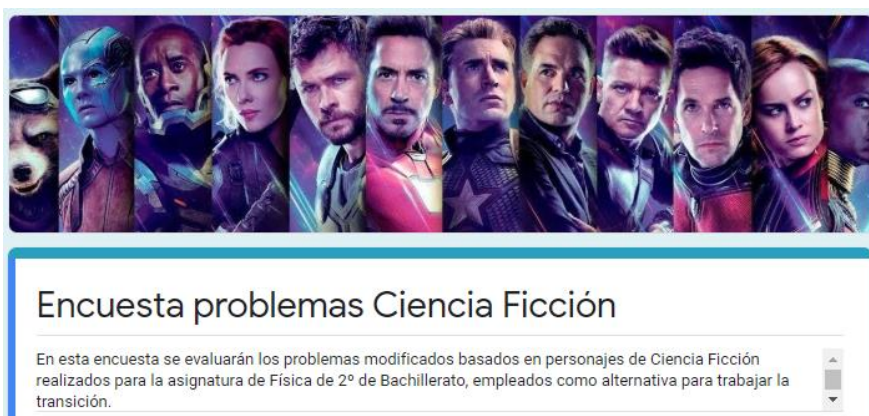 Encuesta problemas Ciencia Ficción
En esta encuesta se evaluarán los problemas modificados basados en personajes de Ciencia Ficción
realizados para la asignatura de Física de 2º de Bachillerato, empleados como alternativa para trabajar la
transición.